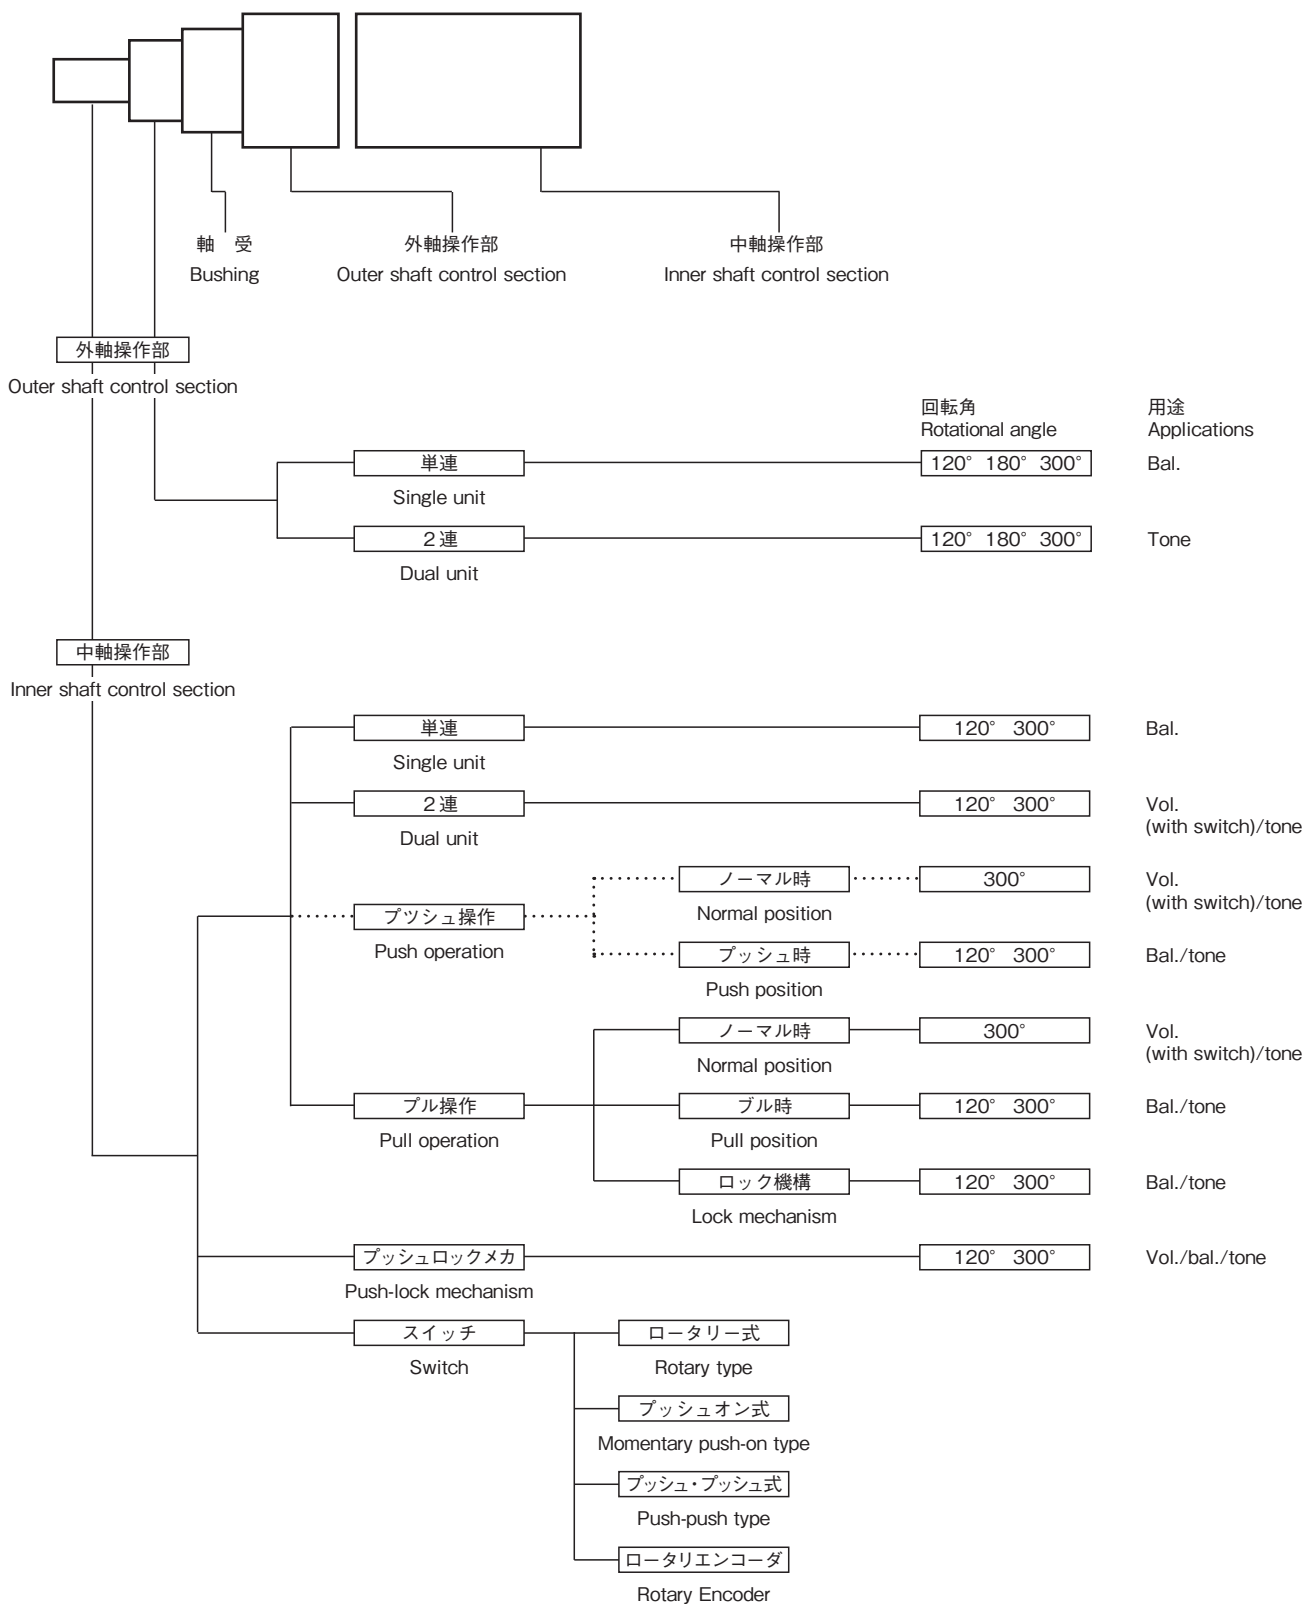 軸 受
Bushing
外軸操作部
Outer shaft control section
中軸操作部
Inner shaft control section
外軸操作部
Outer shaft control section
回転角
Rotational angle
用途
Applications
単連
Single unit
120° 180° 300°
Bal.
2連
Dual unit
120° 180° 300°
Tone
中軸操作部
Inner shaft control section
単連
Single unit
120° 300°
Bal.
2連
Dual unit
120° 300°
Vol.
(with switch)/tone
プツシュ操作
Push operation
ノーマル時
Normal position
300°
Vol.
(with switch)/tone
プッシュ時
Push position
120° 300°
Bal./tone
プル操作
Pull operation
ノーマル時
Normal position
300°
Vol.
(with switch)/tone
ブル時
Pull position
120° 300°
Bal./tone
ロック機構
Lock mechanism
120° 300°
Bal./tone
プッシュロックメカ
Push-lock mechanism
120° 300°
Vol./bal./tone
スイッチ
Switch
ロータリー式
Rotary type
プッシュオン式
Momentary push-on type
プッシュ・プッシュ式
Push-push type
ロータリエンコーダ
Rotary Encoder